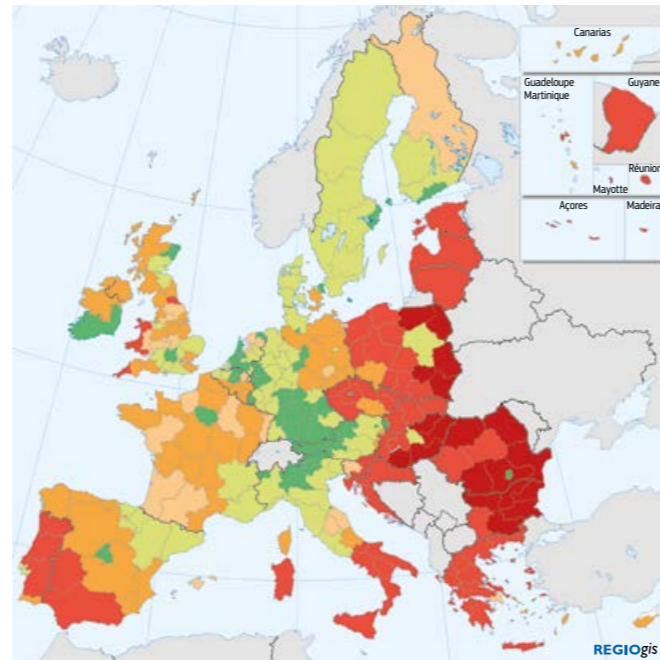 Canarias
Guadeloupe
Martinique
Guyane
Réunion
Mayotte
Açores
Madeira
REGIOgis